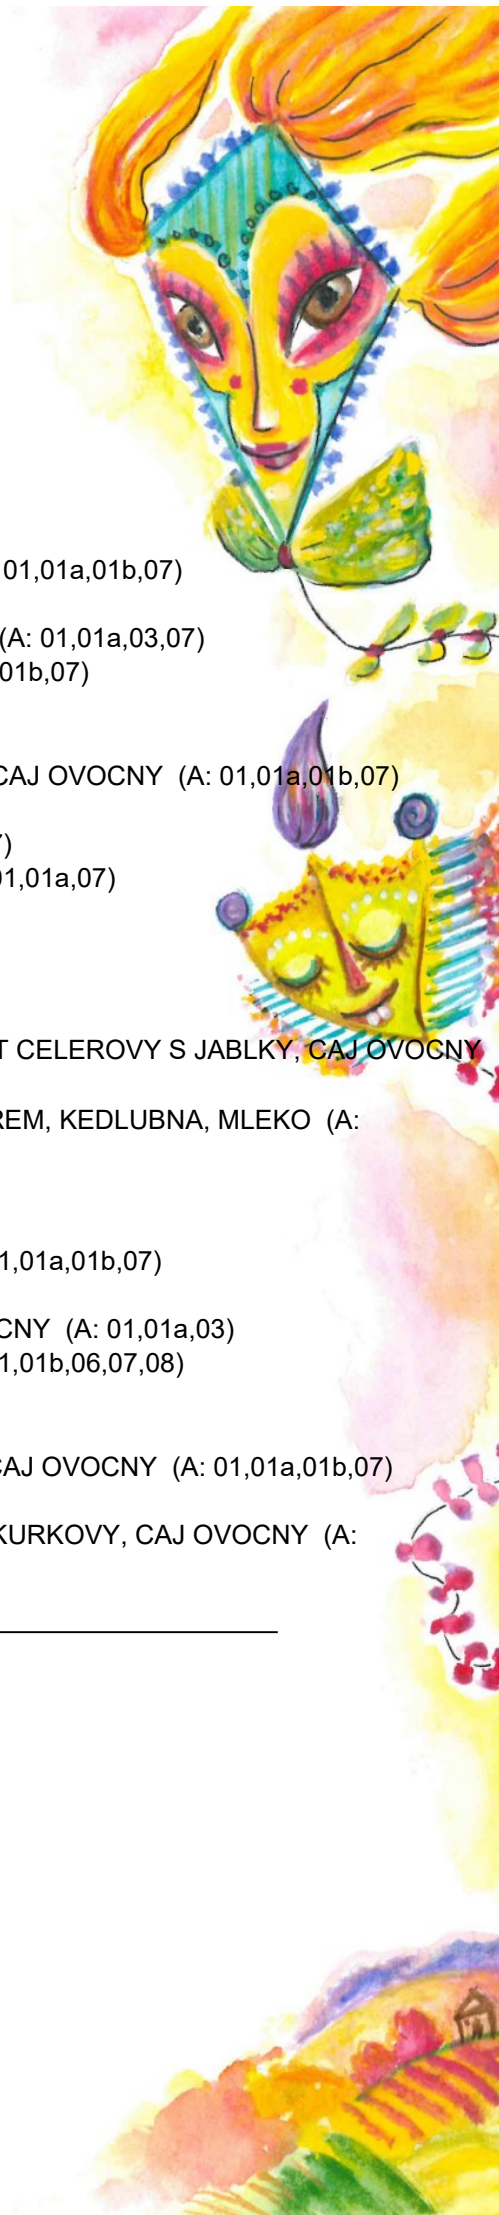 01,01a,01b,07)
(A: 01,01a,03,07)
01b,07)
CAJ OVOCNY (A: 01,01a,01b,07)
)
01,01a,07)
T CELEROVY S JABLKY, CAJ OVOCNY
REM, KEDLUBNA, MLEKO (A:
1,01a,01b,07)
CNY (A: 01,01a,03)
1,01b,06,07,08)
CAJ OVOCNY (A: 01,01a,01b,07)
KURKOVY, CAJ OVOCNY (A: